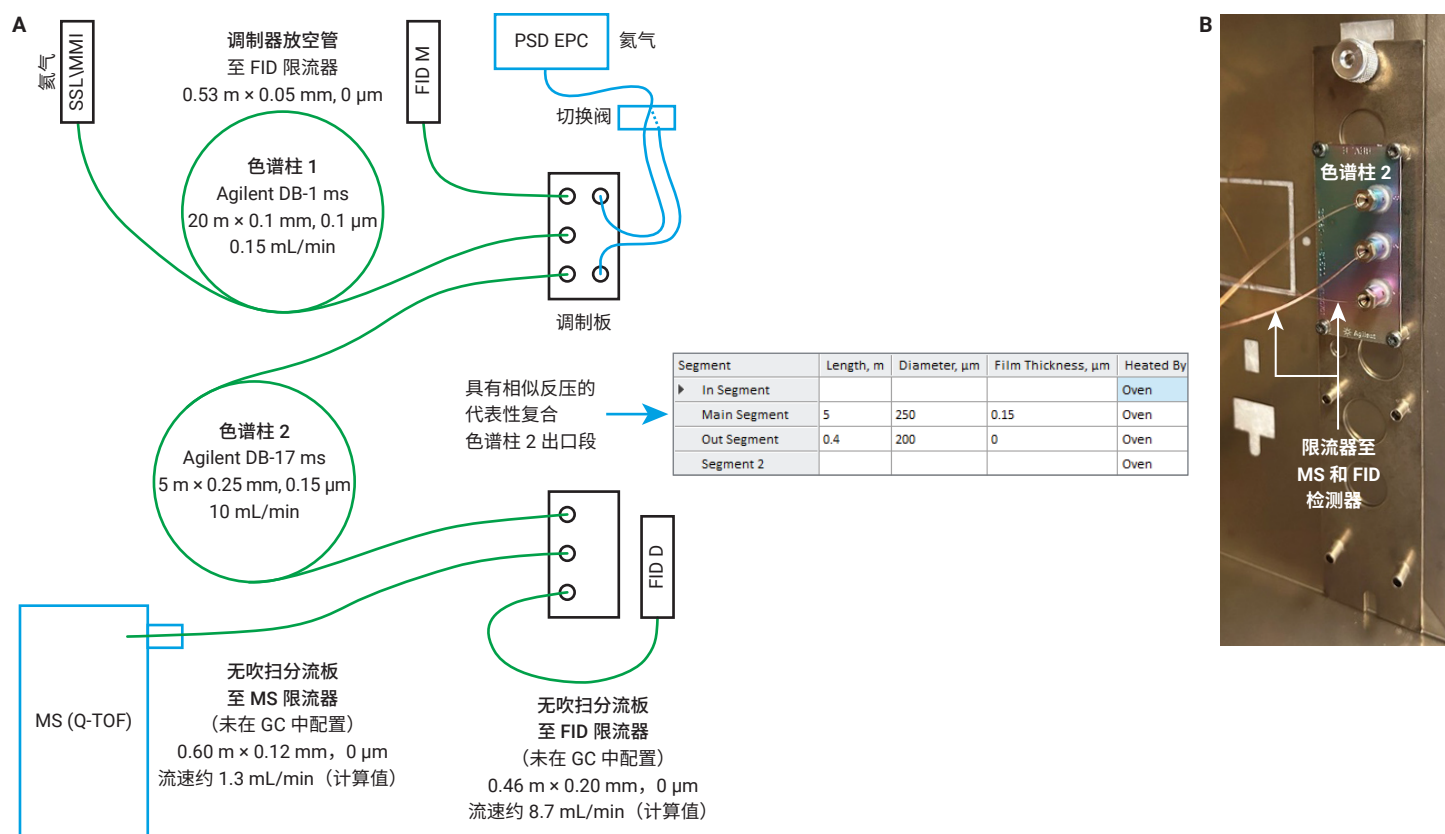 A
氦气
SSL\MMI
调制器放空管
至 FID 限流器
0.53 m × 0.05 mm, 0 µm
FID M
PSD EPC
氦气
切换阀
色谱柱 1
Agilent DB-1 ms
20 m × 0.1 mm, 0.1 µm
0.15 mL/min
调制板
具有相似反压的
代表性复合
色谱柱 2 出口段
Segment Length, m Diameter, µm Film Thickness, µm Heated By
In Segment Oven
Main Segment 5 250 0.15 Oven
Out Segment 0.4 200 0 Oven
Segment 2 Oven
色谱柱 2
Agilent DB-17 ms
5 m × 0.25 mm, 0.15 µm
10 mL/min
FID D
MS (Q-TOF)
无吹扫分流板
至 MS 限流器
（未在 GC 中配置）
0.60 m × 0.12 mm，0 µm
流速约 1.3 mL/min（计算值）
无吹扫分流板
至 FID 限流器
（未在 GC 中配置）
0.46 m × 0.20 mm，0 µm
流速约 8.7 mL/min（计算值）
B
色谱柱 2
Agilent
限流器至
MS 和 FID
检测器